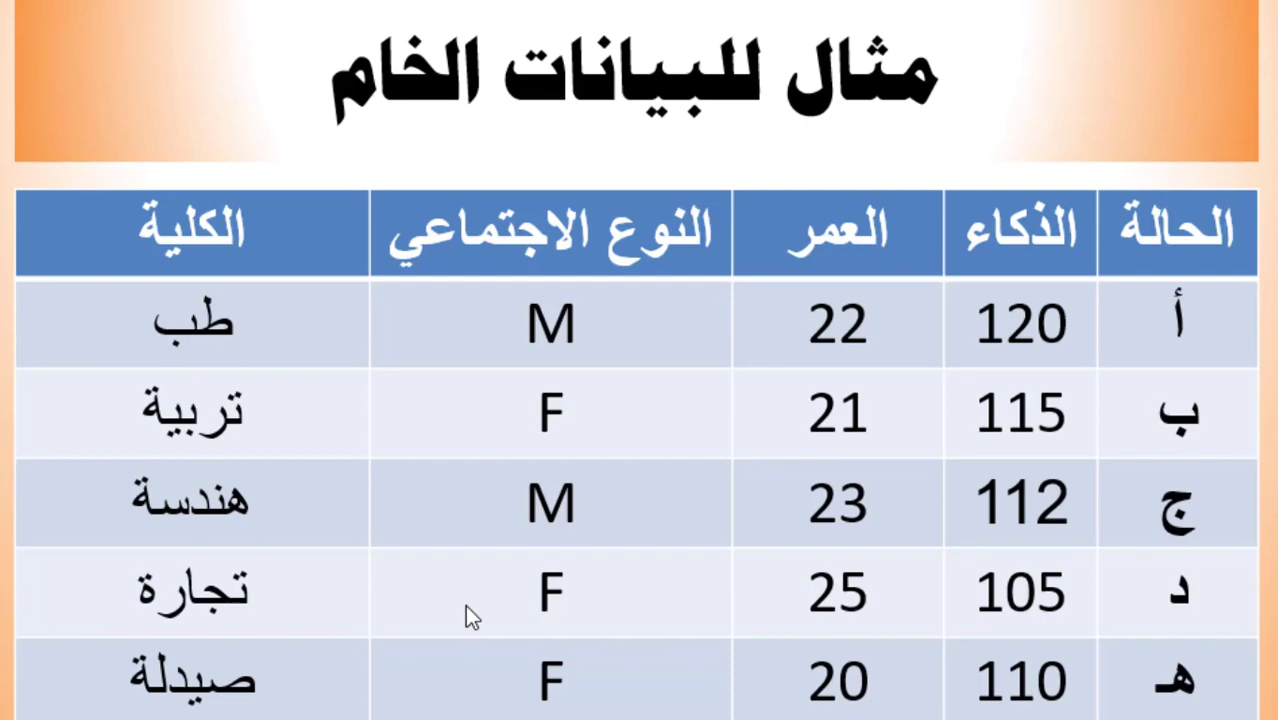 مثال للبيانات الخام
الحالة الذكاء العمر النوع الاجتماعي الكلية
أ 120 22 M طب
ب 115 21 F تربية
ج 112 23 M هندسة
د 105 25 F تجارة
هـ 110 20 F صيدلة